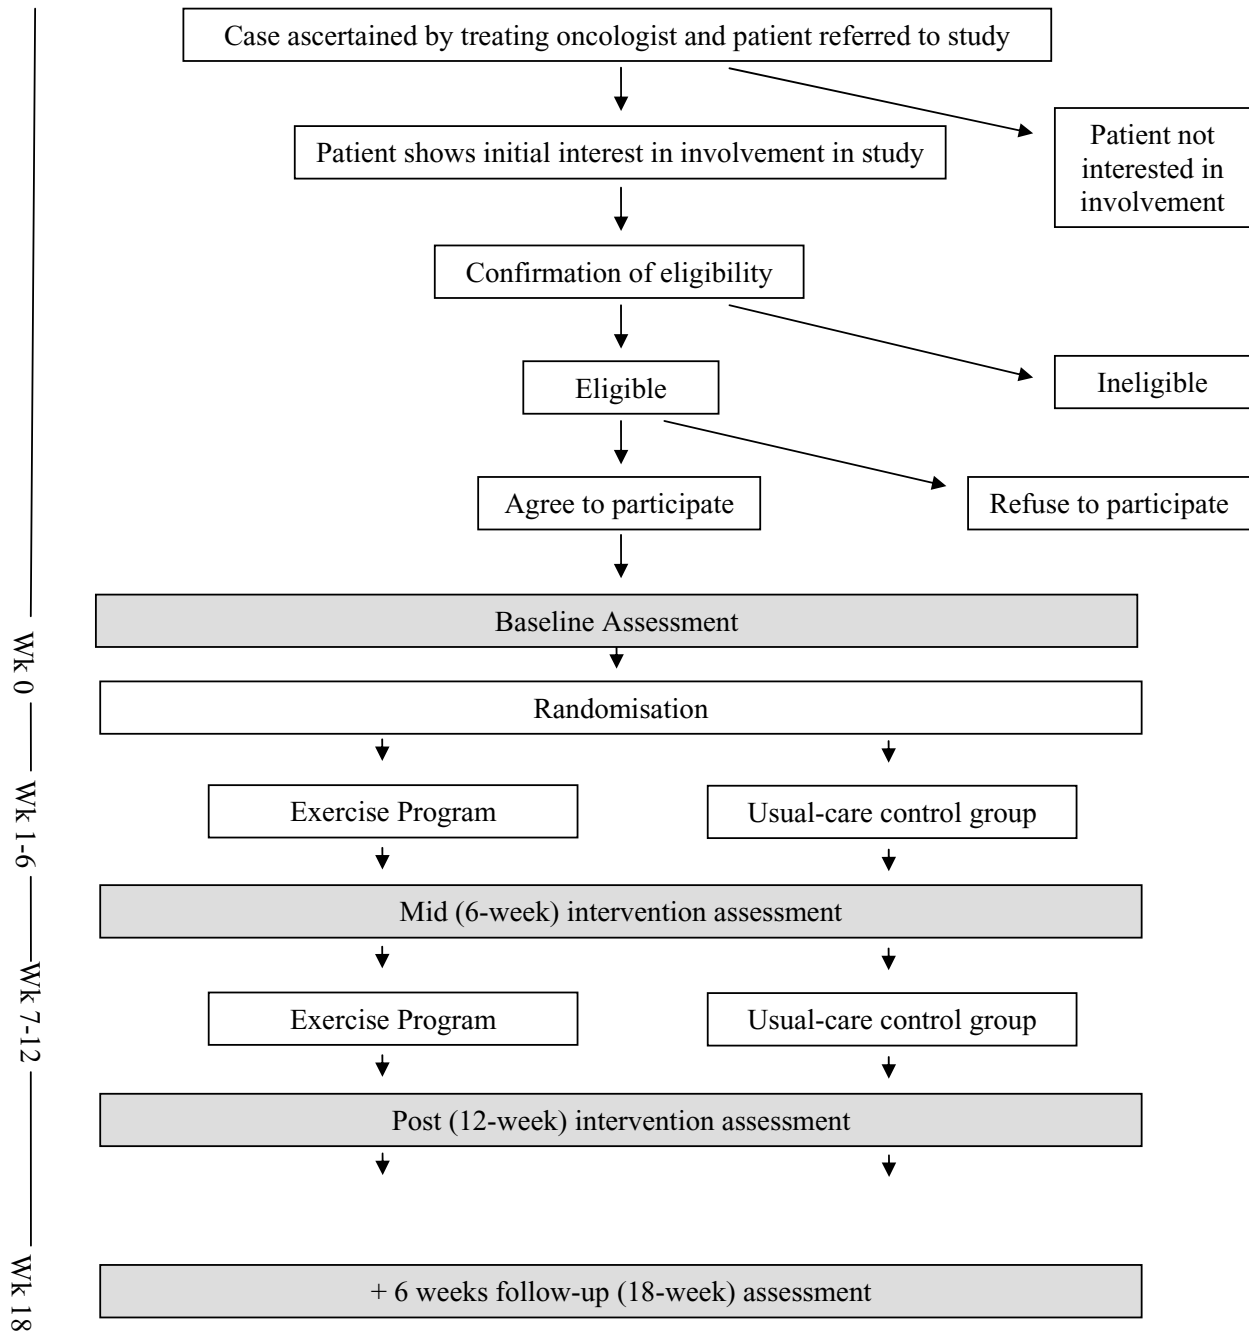 Case ascertained by treating oncologist and patient referred to study
Patient shows initial interest in involvement in study
Patient not
interested in
involvement
Confirmation of eligibility
Eligible
Ineligible
Agree to participate
Refuse to participate
Baseline Assessment
Wk 0
Randomisation
Wk 1-6
Exercise Program
Usual-care control group
Mid (6-week) intervention assessment
Wk 7-12
Exercise Program
Usual-care control group
Post (12-week) intervention assessment
Wk 18
+ 6 weeks follow-up (18-week) assessment